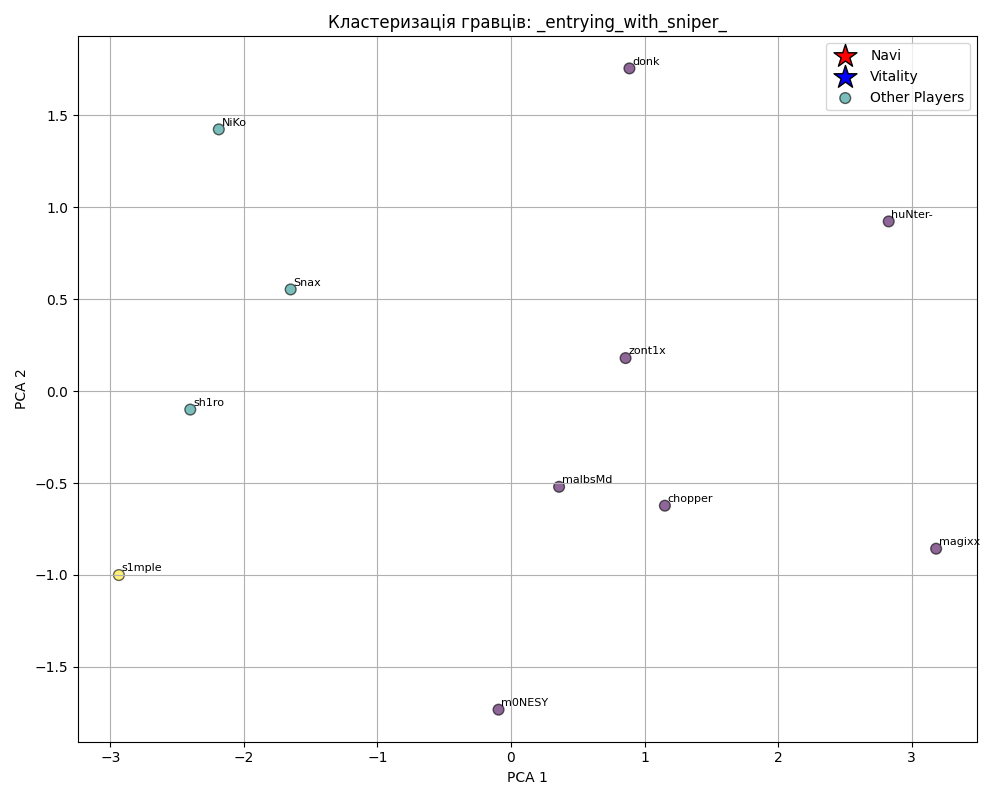 Кластеризація гравців: _entrying_with_sniper_
Navi
Vitality
Other Players
donk
NiKo
huNter-
Snax
zont1x
sh1ro
malbsMd
chopper
magixx
s1mple
m0NESY
PCA 2
1.5
1.0
0.5
0.0
−0.5
−1.0
−1.5
−3
−2
−1
0
1
2
3
PCA 1